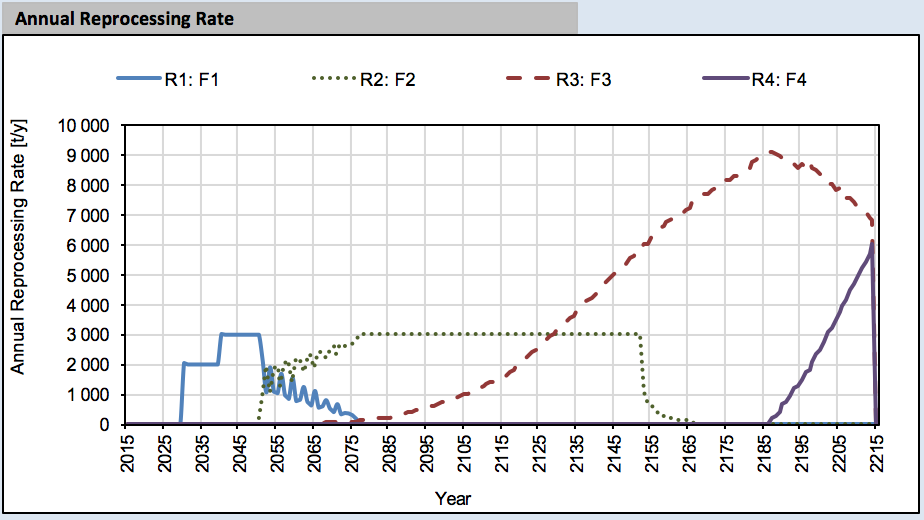 Annual Reprocessing Rate
R1: F1 R2: F2 R3: F3 R4: F4
Annual Reprocessing Rate [t/y]
10 000
9 000
8 000
7 000
6 000
5 000
4 000
3 000
2 000
1 000
0
2015 2025 2035 2045 2055 2065 2075 2085 2095 2105 2115 2125 2135 2145 2155 2165 2175 2185 2195 2205 2215
Year